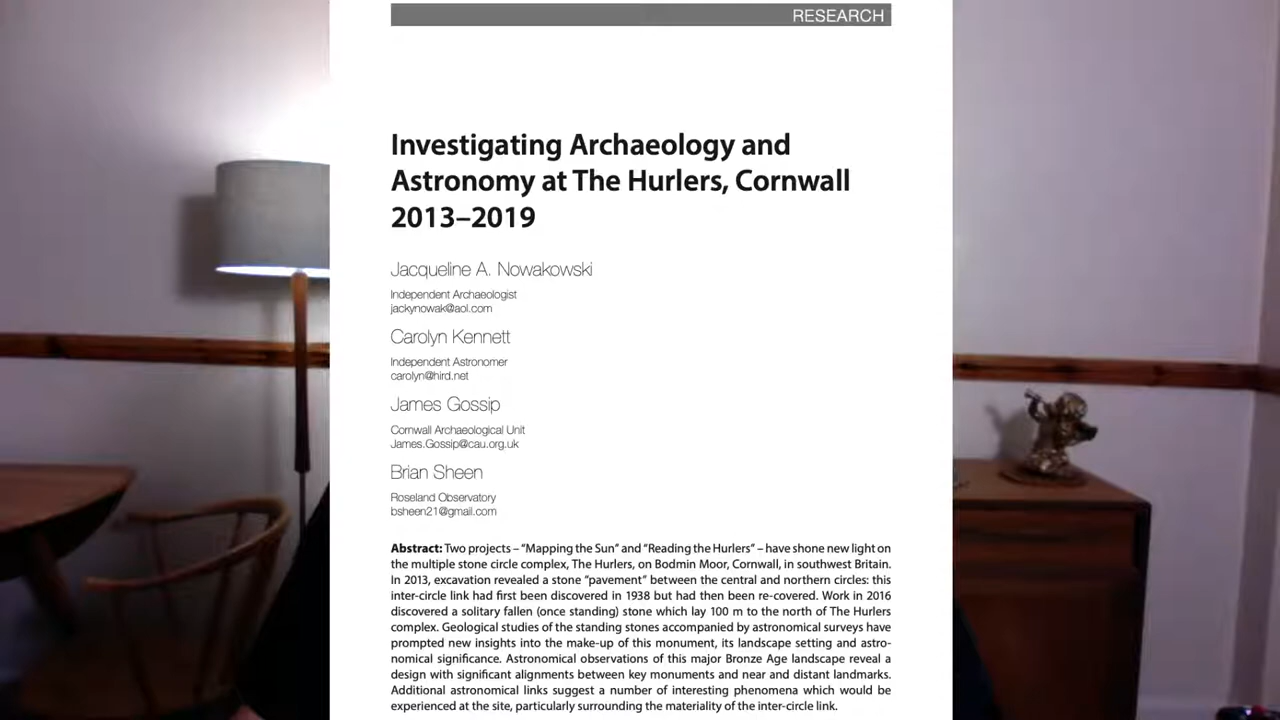 RESEARCH
Investigating Archaeology and
Astronomy at The Hurlers, Cornwall
2013–2019
Jacqueline A. Nowakowski
Independent Archaeologist
jackynowak@aol.com
Carolyn Kennett
Independent Astronomer
carolyn@hird.net
James Gossip
Cornwall Archaeological Unit
James.Gossip@cau.org.uk
Brian Sheen
Roseland Observatory
bsheen21@gmail.com
Abstract: Two projects – “Mapping the Sun” and “Reading the Hurlers” – have shone new light on
the multiple stone circle complex, The Hurlers, on Bodmin Moor, Cornwall, in southwest Britain.
In 2013, excavation revealed a stone “pavement” between the central and northern circles: this
inter-circle link had first been discovered in 1938 but had then been re-covered. Work in 2016
discovered a solitary fallen (once standing) stone which lay 100 m to the north of The Hurlers
complex. Geological studies of the standing stones accompanied by astronomical surveys have
prompted new insights into the make-up of this monument, its landscape setting and astro-
nomical significance. Astronomical observations of this major Bronze Age landscape reveal a
design with significant alignments between key monuments and near and distant landmarks.
Additional astronomical links suggest a number of interesting phenomena which would be
experienced at the site, particularly surrounding the materiality of the inter-circle link.